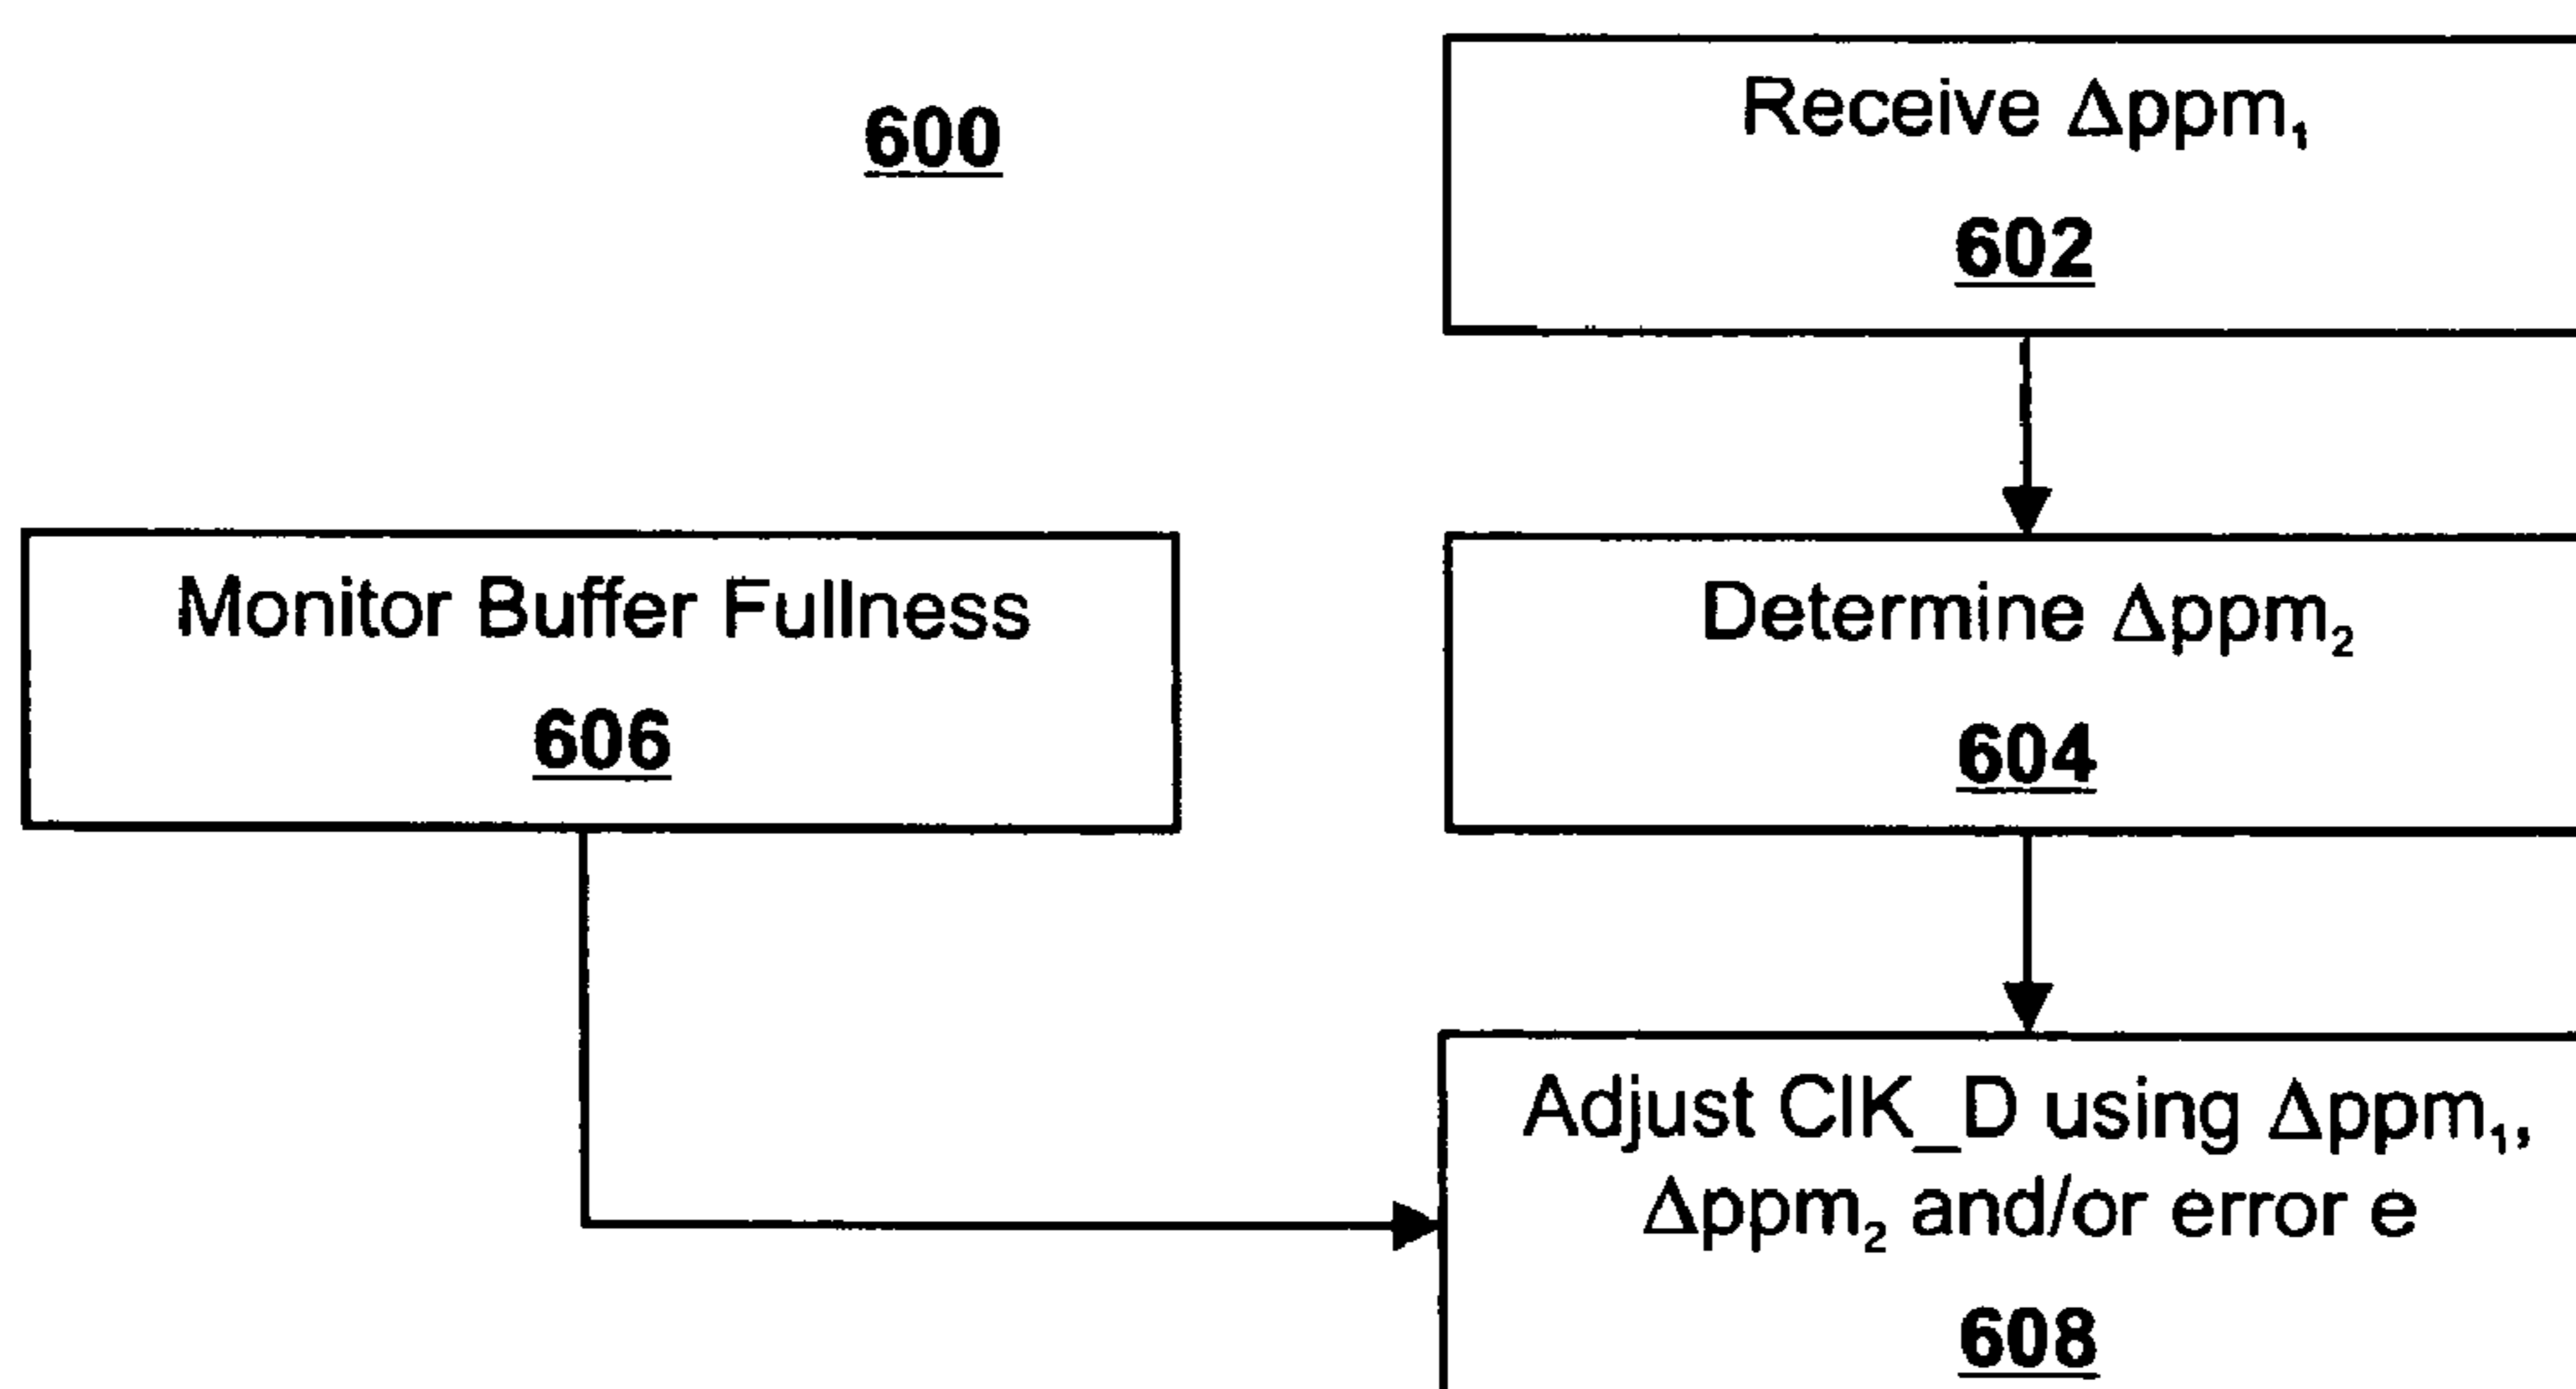 600
Receive Δppm₁
602
Monitor Buffer Fullness
606
Determine Δppm₂
604
Adjust ClK_D using Δppm₁,
Δppm₂ and/or error e
608